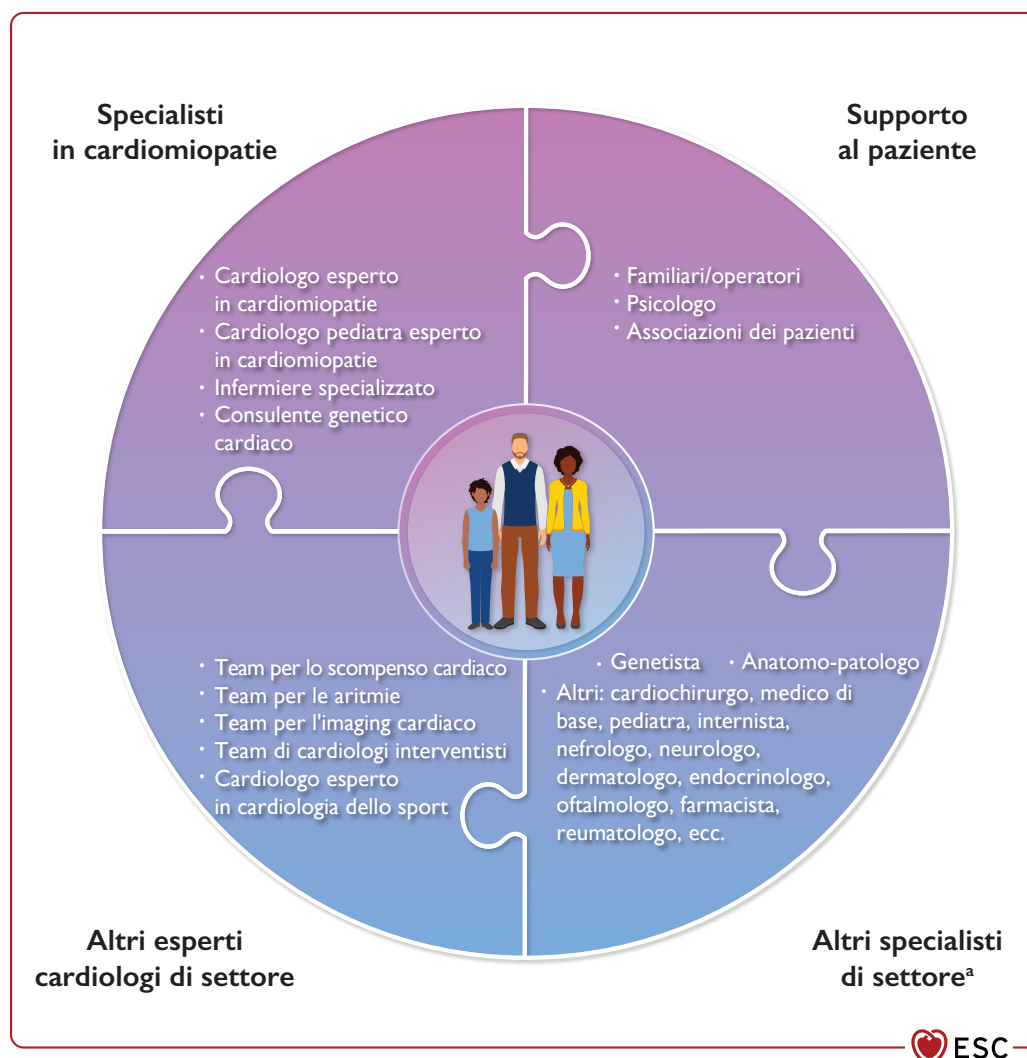 Specialisti
in cardiomiopatie
Supporto
al paziente
· Cardiologo esperto
in cardiomiopatie
· Cardiologo pediatra esperto
in cardiomiopatie
· Infermiere specializzato
· Consulente genetico
cardiaco
· Familiari/operatori
· Psicologo
· Associazioni dei pazienti
· Team per lo scompenso cardiaco
· Team per le aritmie
· Team per l'imaging cardiaco
· Team di cardiologi interventisti
· Cardiologo esperto
in cardiologia dello sport
· Genetista · Anatomo-patologo
· Altri: cardiochirurgo, medico di
base, pediatra, internista,
nefrologo, neurologo,
dermatologo, endocrinologo,
oftalmologo, farmacista,
reumatologo, ecc.
Altri esperti
cardiologi di settore
Altri specialisti
di settoreᵃ
ESC